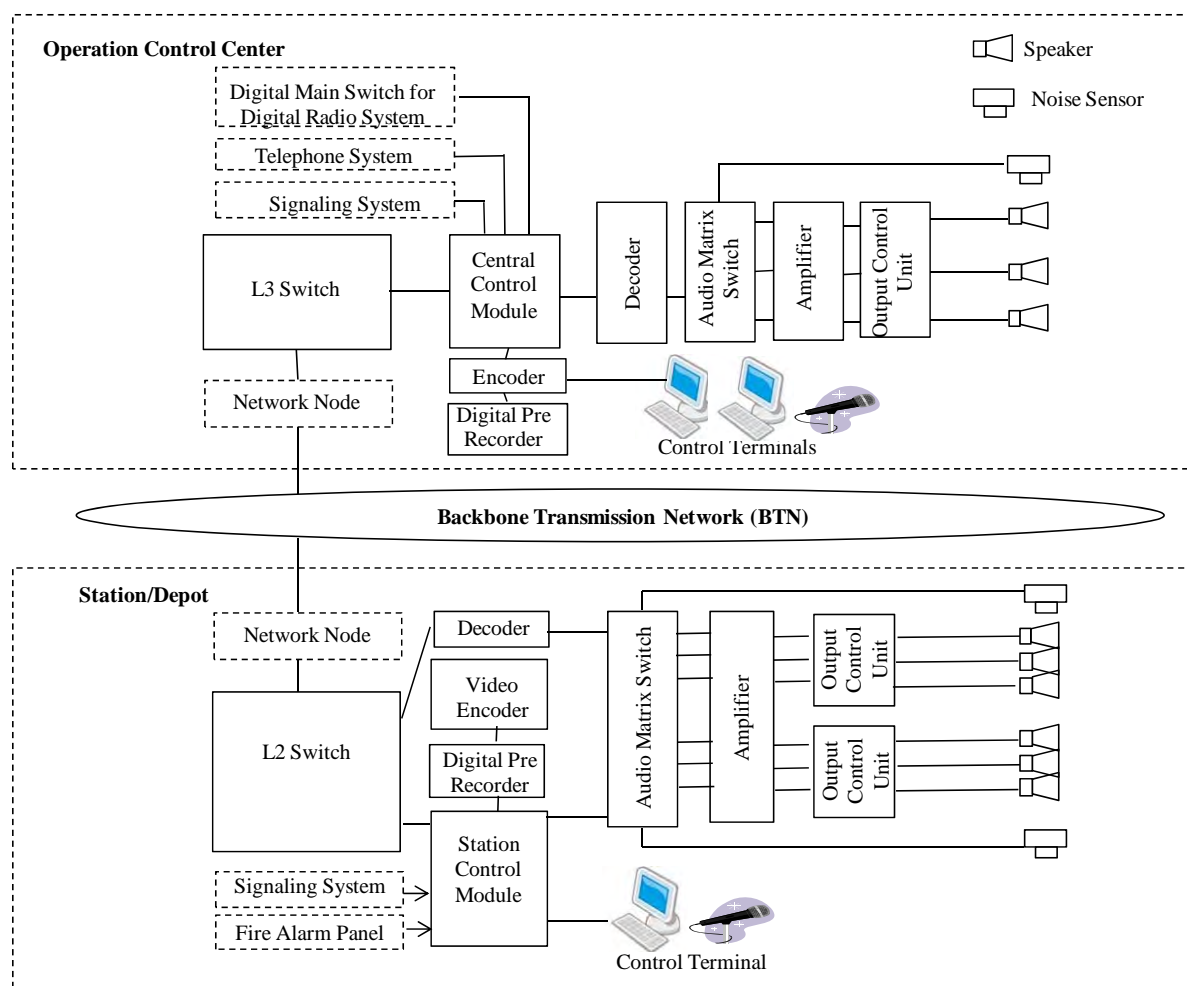 Operation Control Center
Speaker
Noise Sensor
Digital Main Switch for
Digital Radio System
Telephone System
Signaling System
L3 Switch
Central
Control
Module
Decoder
Audio Matrix
Switch
Amplifier
Output Control
Unit
Network Node
Encoder
Digital Pre
Recorder
Control Terminals
Backbone Transmission Network (BTN)
Station/Depot
Network Node
L2 Switch
Decoder
Video
Encoder
Digital Pre
Recorder
Station
Control
Module
Audio Matrix Switch
Amplifier
Output
Control
Unit
Output
Control
Unit
Signaling System
Fire Alarm Panel
Control Terminal